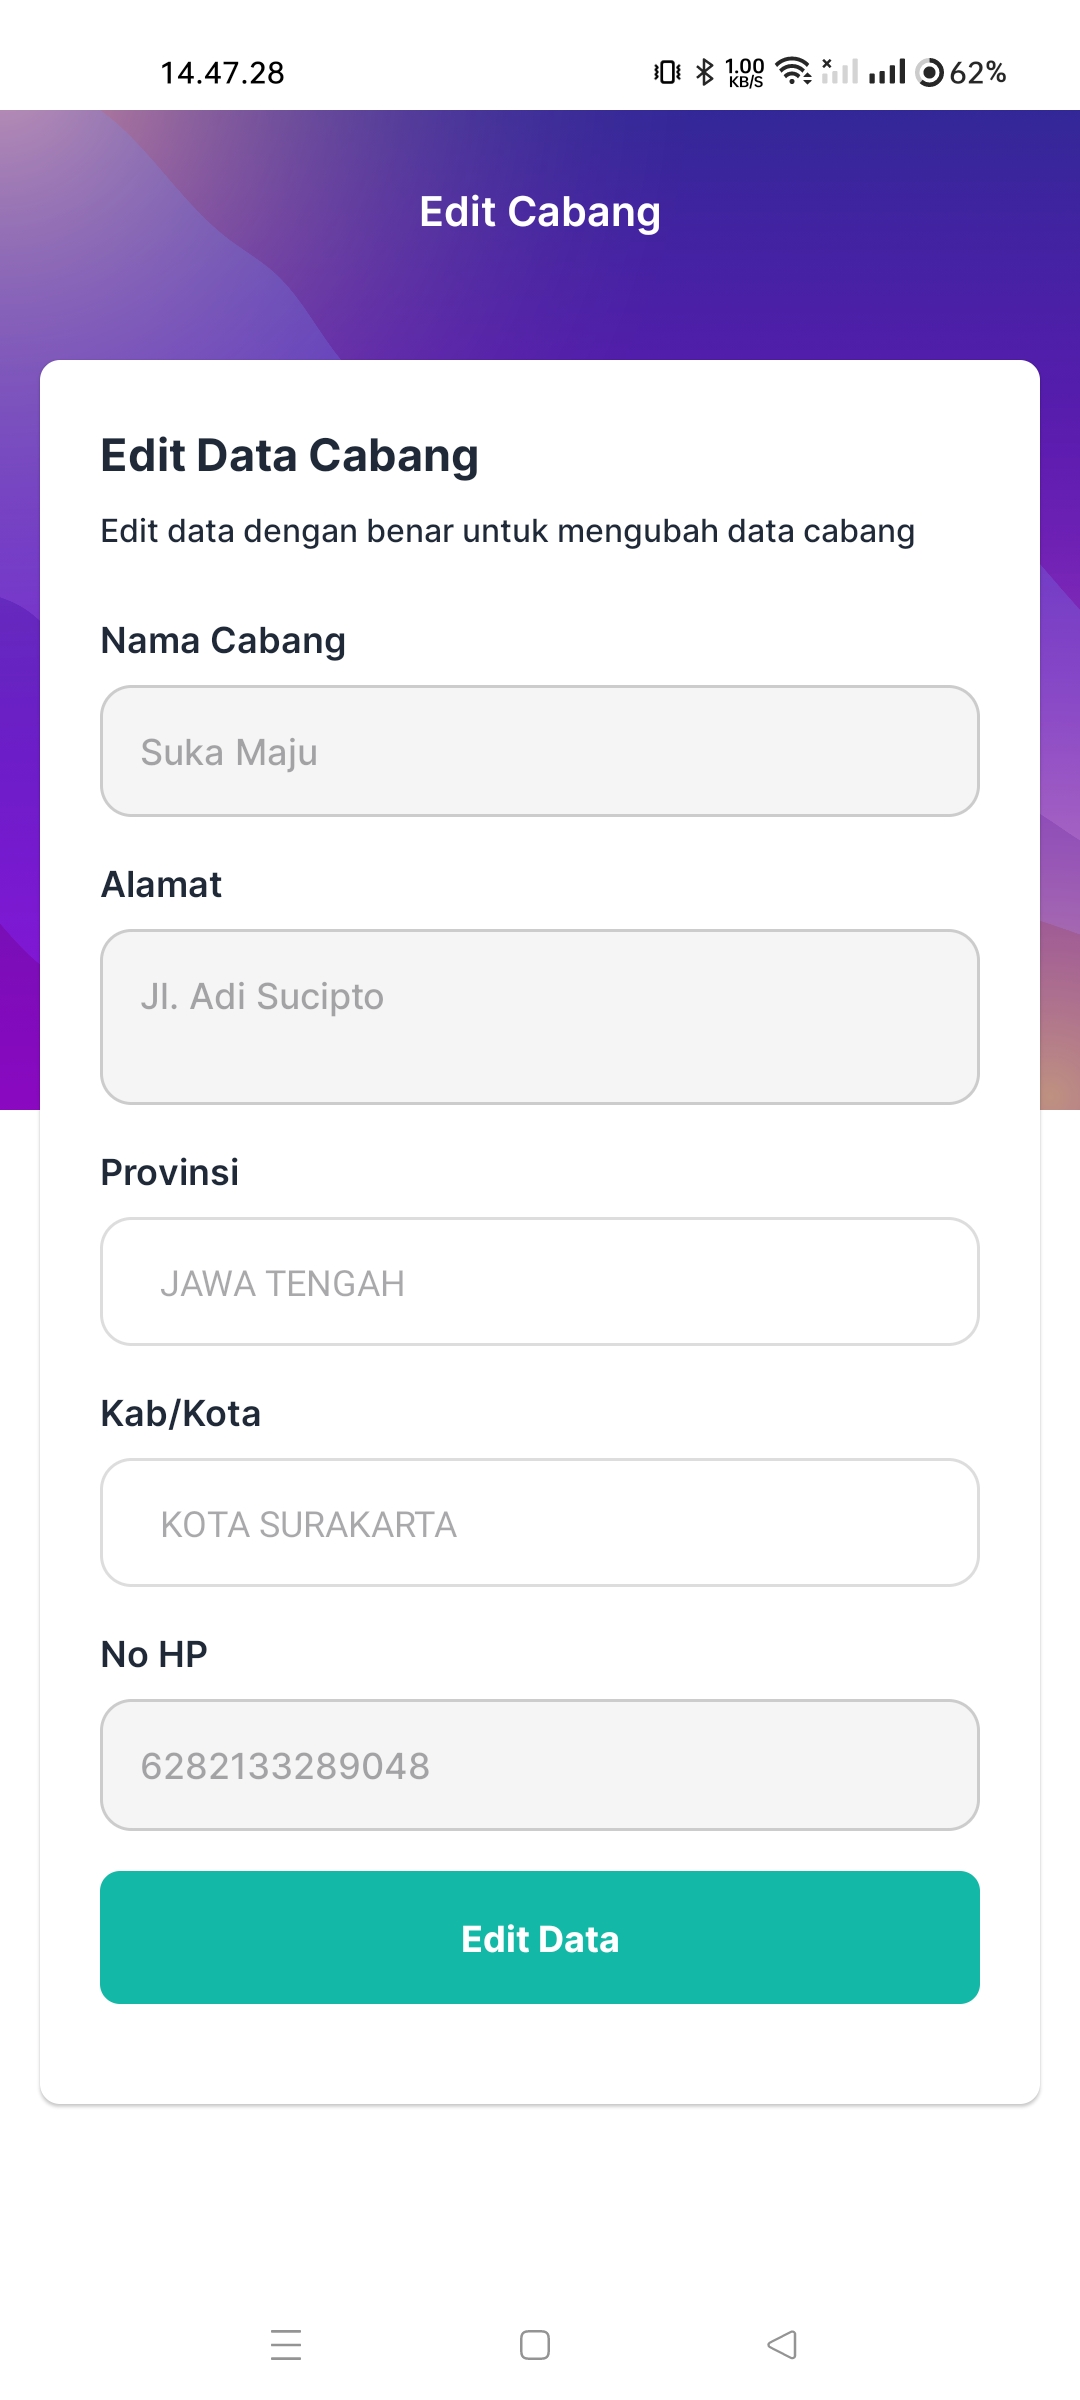 14.47.28
1.00 KB/S 62%
Edit Cabang
Edit Data Cabang
Edit data dengan benar untuk mengubah data cabang
Nama Cabang
Suka Maju
Alamat
Jl. Adi Sucipto
Provinsi
JAWA TENGAH
Kab/Kota
KOTA SURAKARTA
No HP
6282133289048
Edit Data